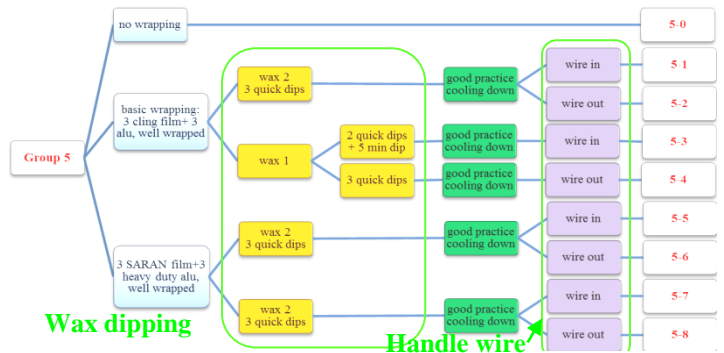 no wrapping
5-0
wax 2
3 quick dips
good practice
cooling down
wire in
5-1
wire out
5-2
basic wrapping:
3 cling film+ 3
alu, well wrapped
Group 5
wax 1
2 quick dips
+ 5 min dip
good practice
cooling down
wire in
5-3
3 quick dips
good practice
cooling down
wire out
5-4
wax 2
3 quick dips
good practice
cooling down
wire in
5-5
wire out
5-6
3 SARAN film+3
heavy duty alu,
well wrapped
wax 2
3 quick dips
good practice
cooling down
wire in
5-7
wire out
5-8
Wax dipping
Handle wire